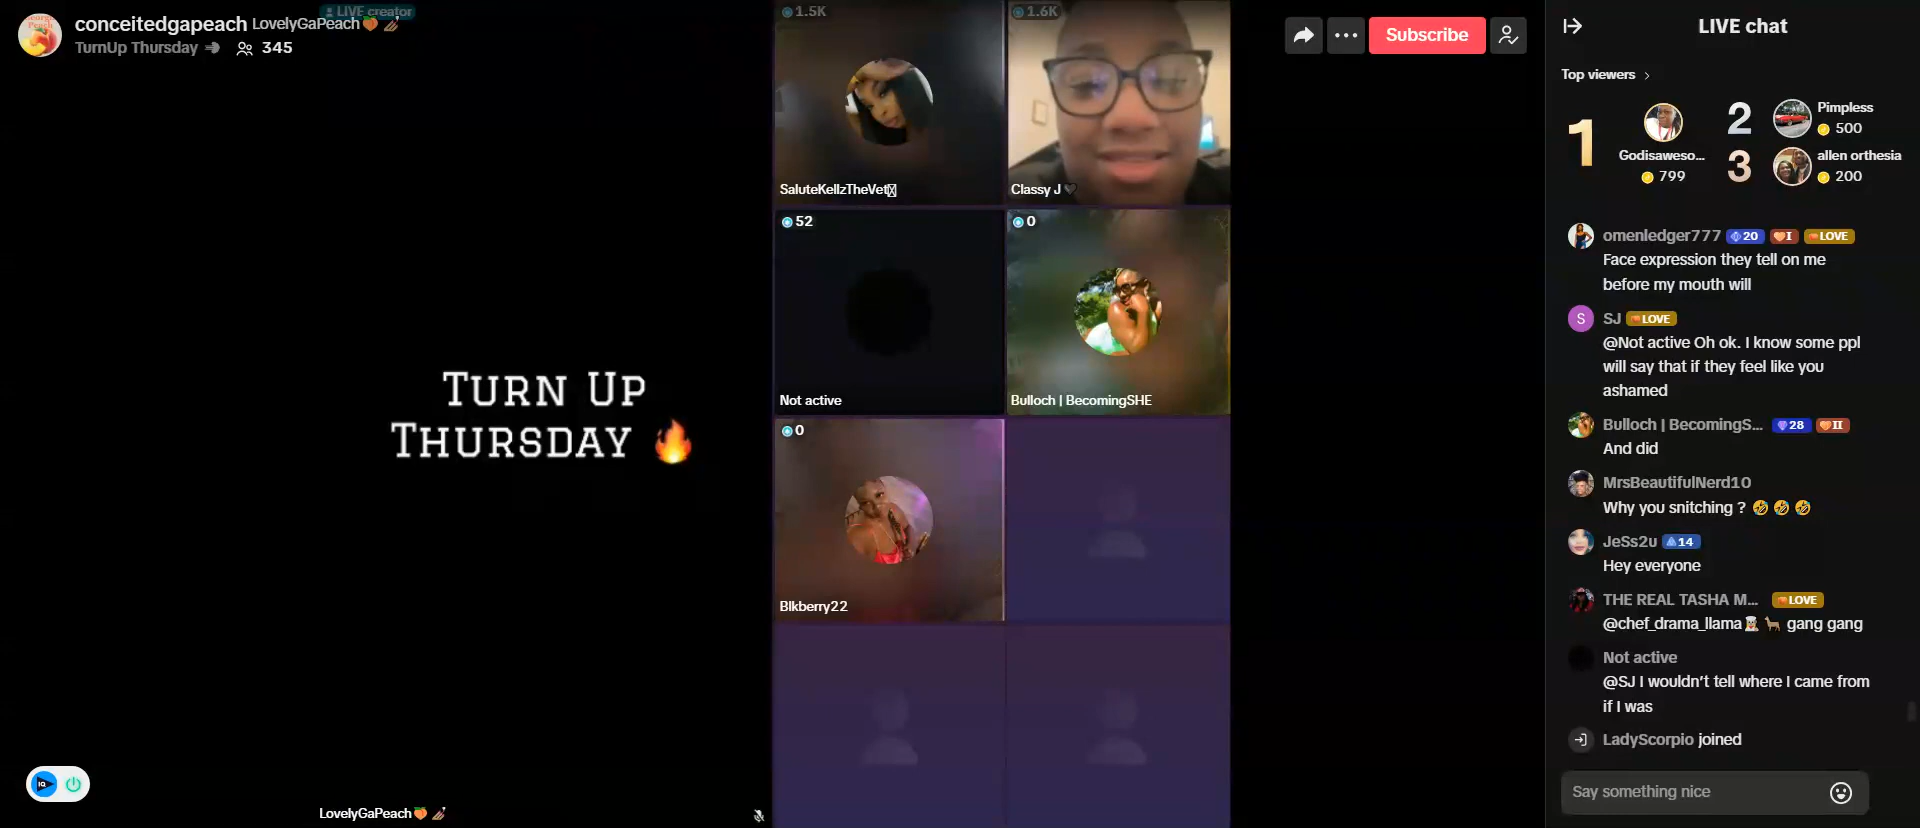 LIVE creator
conceitedgapeach LovelyGaPeach🍑💅🏾
TurnUp Thursday 345
Subscribe
1.5K
1.6K
SaluteKellzTheVet
Classy J🖤
52
0
Not active
Bulloch | BecomingSHE
0
Blkberry22
TURN UP
THURSDAY 🔥
LovelyGaPeach🍑💅🏾
LIVE chat
Top viewers >
1
Godisaweso...
799
2
Pimpless
500
3
allen orthesia
200
omenledger777 20 I LOVE
Face expression they tell on me
before my mouth will
S
SJ LOVE
@Not active Oh ok. I know some ppl
will say that if they feel like you
ashamed
Bulloch | BecomingS... 28 II
And did
MrsBeautifulNerd10
Why you snitching ? 🤣🤣🤣
JeSs2u 14
Hey everyone
THE REAL TASHA M... LOVE
@chef_drama_llama👨🏼‍🍳🦙 gang gang
Not active
@SJ I wouldn’t tell where I came from
if I was
LadyScorpio joined
Say something nice